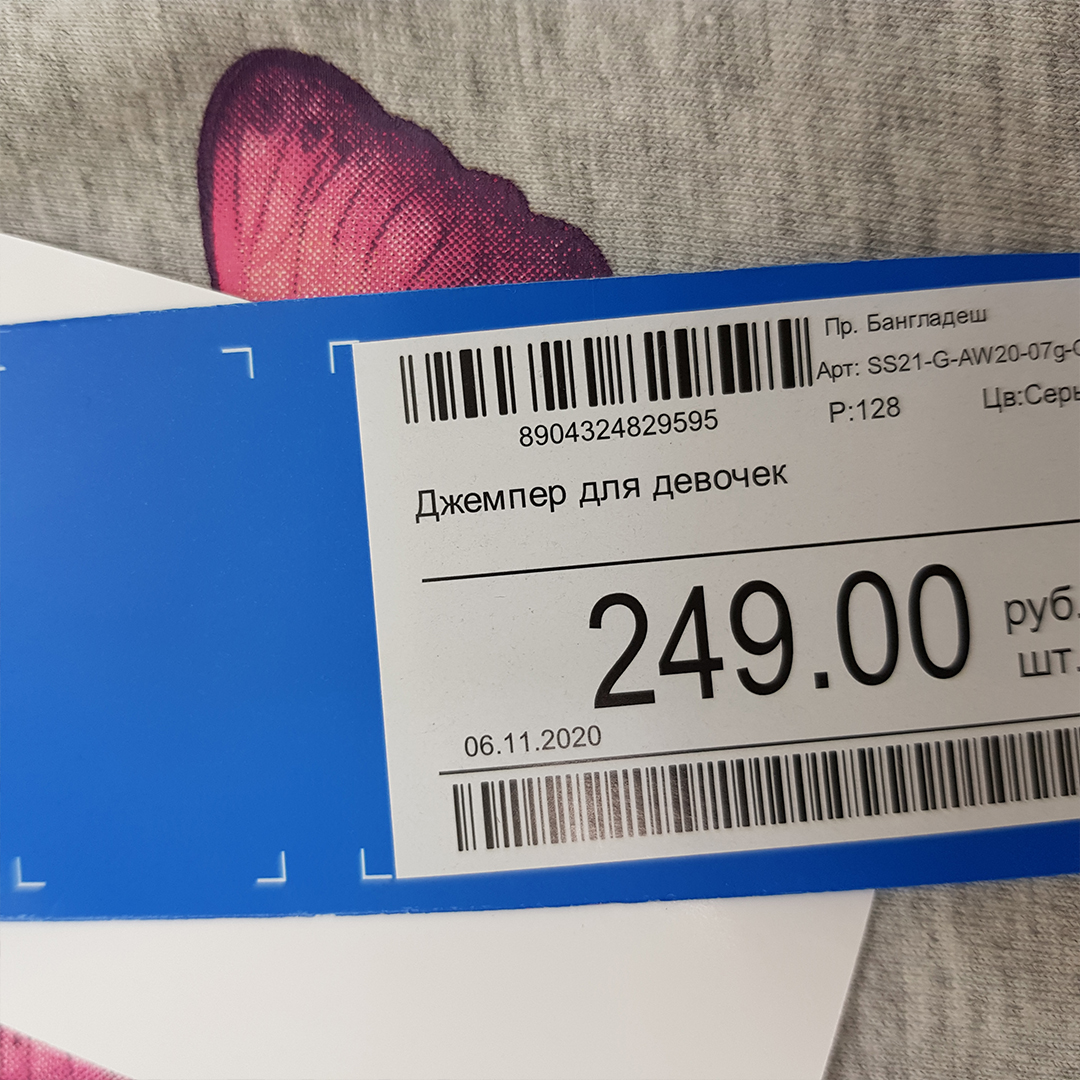 Пр. Бангладеш
Арт: SS21-G-AW20-07g-
Р:128 Цв:Серы
8904324829595
Джемпер для девочек
249.00 руб.
шт.
06.11.2020